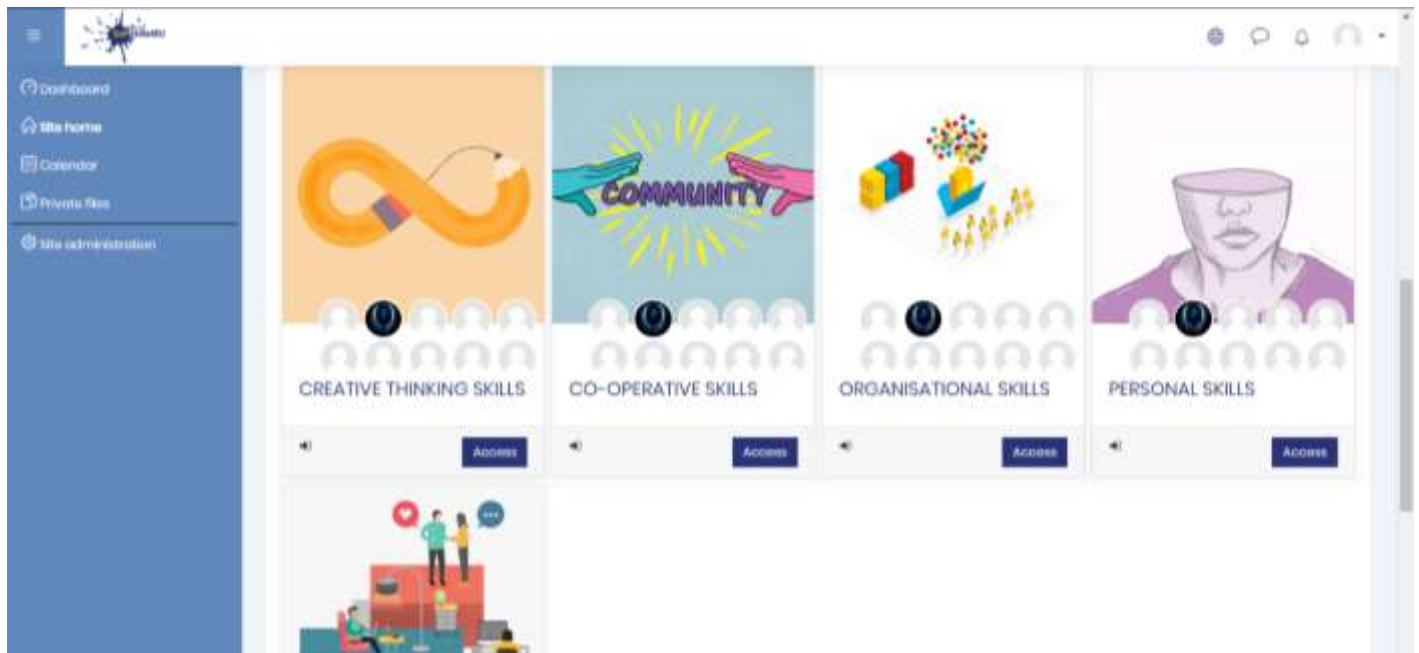 Dashboard
Site home
Calendar
Private files
Site administration
COMMUNITY
CREATIVE THINKING SKILLS
CO-OPERATIVE SKILLS
ORGANISATIONAL SKILLS
PERSONAL SKILLS
Access
Access
Access
Access